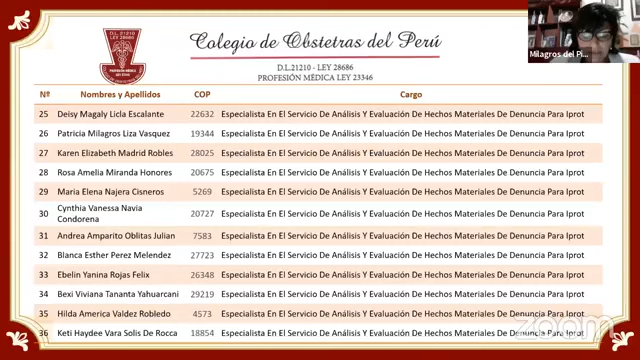 D.L.21210
LEY 28686
PROFESIÓN MÉDICA
LEY 23346
Colegio de Obstetras del Perú
D.L.21210 - LEY 28686
PROFESIÓN MÉDICA LEY 23346
Milagros del Pi...
Nº Nombres y Apellidos COP Cargo
25 Deisy Magaly Licla Escalante 22632 Especialista En El Servicio De Análisis Y Evaluación De Hechos Materiales De Denuncia Para Iprot
26 Patricia Milagros Liza Vasquez 19344 Especialista En El Servicio De Análisis Y Evaluación De Hechos Materiales De Denuncia Para Iprot
27 Karen Elizabeth Madrid Robles 28025 Especialista En El Servicio De Análisis Y Evaluación De Hechos Materiales De Denuncia Para Iprot
28 Rosa Amelia Miranda Honores 20675 Especialista En El Servicio De Análisis Y Evaluación De Hechos Materiales De Denuncia Para Iprot
29 Maria Elena Najera Cisneros 5269 Especialista En El Servicio De Análisis Y Evaluación De Hechos Materiales De Denuncia Para Iprot
30 Cynthia Vanessa Navia
Condorena 20727 Especialista En El Servicio De Análisis Y Evaluación De Hechos Materiales De Denuncia Para Iprot
31 Andrea Amparito Oblitas Julian 7583 Especialista En El Servicio De Análisis Y Evaluación De Hechos Materiales De Denuncia Para Iprot
32 Blanca Esther Perez Melendez 27723 Especialista En El Servicio De Análisis Y Evaluación De Hechos Materiales De Denuncia Para Iprot
33 Ebelin Yanina Rojas Felix 26348 Especialista En El Servicio De Análisis Y Evaluación De Hechos Materiales De Denuncia Para Iprot
34 Bexi Viviana Tananta Yahuarcani 29219 Especialista En El Servicio De Análisis Y Evaluación De Hechos Materiales De Denuncia Para Iprot
35 Hilda America Valdez Robledo 4573 Especialista En El Servicio De Análisis Y Evaluación De Hechos Materiales De Denuncia Para Iprot
36 Keti Haydee Vara Solis De Rocca 18854 Especialista En El Servicio De Análisis Y Evaluación De Hechos Materiales De Denuncia Para Iprot
zoom